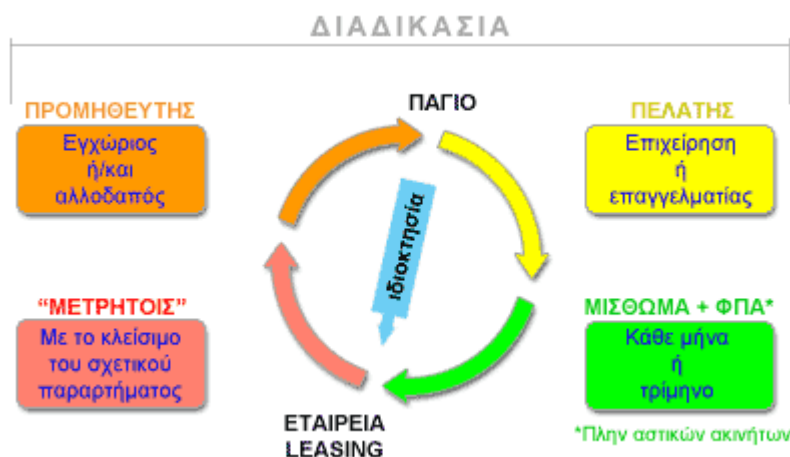 ΔΙΑΔΙΚΑΣΙΑ
ΠΡΟΜΗΘΕΥΤΗΣ
Εγχώριος
ή/και
αλλοδαπός
ΠΑΓΙΟ
ΠΕΛΑΤΗΣ
Επιχείρηση
ή
επαγγελματίας
ιδιοκτησία
“ΜΕΤΡΗΤΟΙΣ”
Με το κλείσιμο
του σχετικού
παραρτήματος
ΜΙΣΘΩΜΑ + ΦΠΑ*
Κάθε μήνα
ή
τρίμηνο
ΕΤΑΙΡΕΙΑ
LEASING
*Πλην αστικών ακινήτων